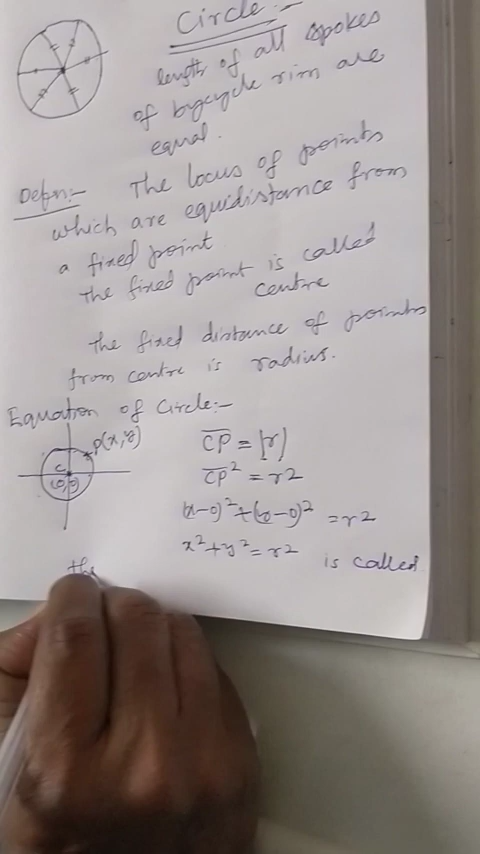 Circle:-
length of all spokes
of bycycle rim are
equal.
Defn:- The locus of points
which are equidistance from
a fixed point
The fixed point is called
centre
The fixed distance of points
from centre is radius.
Equation of Circle:-
P(x,y)
C
(0,0)
CP = |r|
CP² = r2
(x-0)²+(y-0)² = r2
x²+y² = r2 is called
the